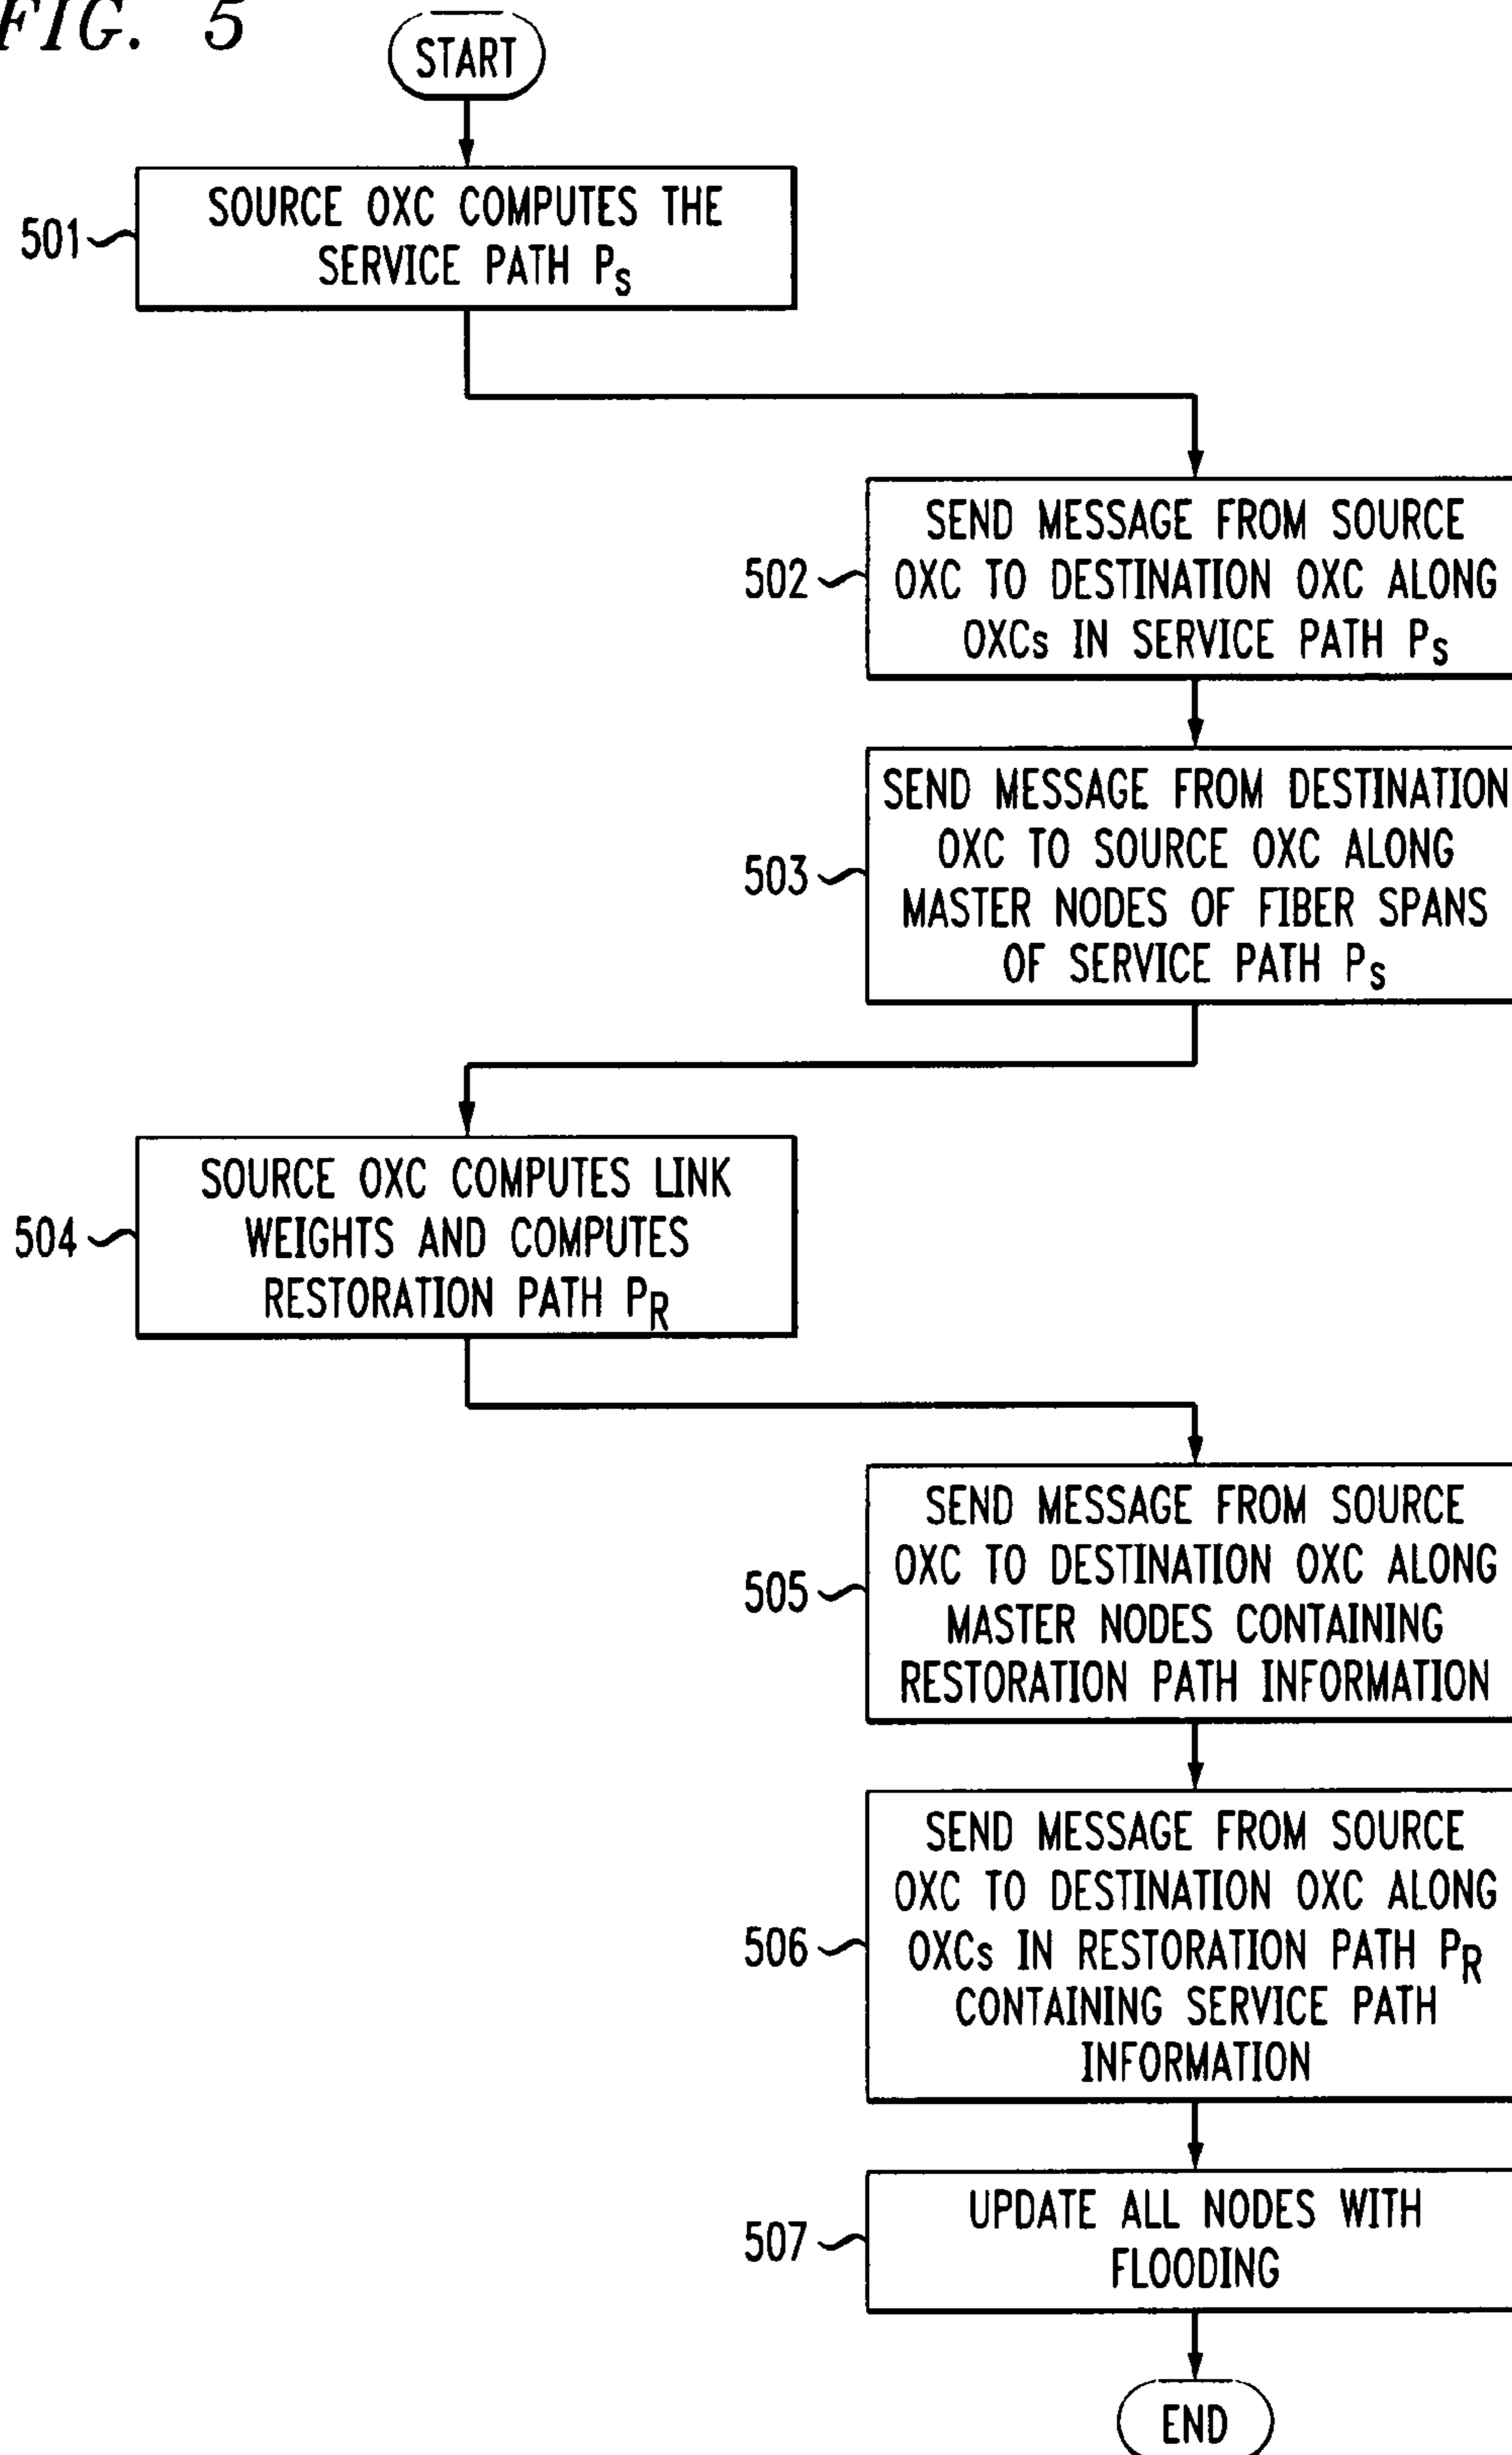 FIG. 5
START
501
SOURCE OXC COMPUTES THE
SERVICE PATH PS
502
SEND MESSAGE FROM SOURCE
OXC TO DESTINATION OXC ALONG
OXCs IN SERVICE PATH PS
503
SEND MESSAGE FROM DESTINATION
OXC TO SOURCE OXC ALONG
MASTER NODES OF FIBER SPANS
OF SERVICE PATH PS
504
SOURCE OXC COMPUTES LINK
WEIGHTS AND COMPUTES
RESTORATION PATH PR
505
SEND MESSAGE FROM SOURCE
OXC TO DESTINATION OXC ALONG
MASTER NODES CONTAINING
RESTORATION PATH INFORMATION
506
SEND MESSAGE FROM SOURCE
OXC TO DESTINATION OXC ALONG
OXCs IN RESTORATION PATH PR
CONTAINING SERVICE PATH
INFORMATION
507
UPDATE ALL NODES WITH
FLOODING
END